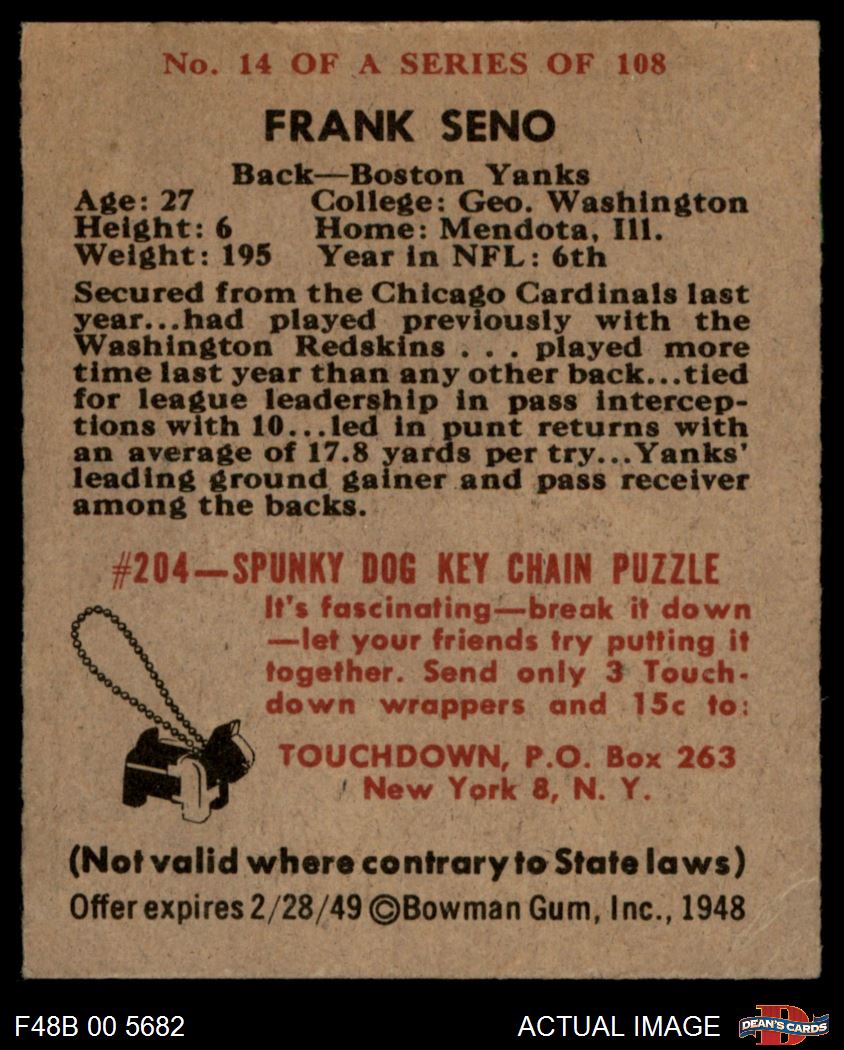 No. 14 OF A SERIES OF 108
FRANK SENO
Back—Boston Yanks
Age: 27 College: Geo. Washington
Height: 6 Home: Mendota, Ill.
Weight: 195 Year in NFL: 6th
Secured from the Chicago Cardinals last
year...had played previously with the
Washington Redskins . . . played more
time last year than any other back...tied
for league leadership in pass intercep-
tions with 10...led in punt returns with
an average of 17.8 yards per try...Yanks'
leading ground gainer and pass receiver
among the backs.
#204—SPUNKY DOG KEY CHAIN PUZZLE
It's fascinating—break it down
—let your friends try putting it
together. Send only 3 Touch-
down wrappers and 15c to:
TOUCHDOWN, P.O. Box 263
New York 8, N. Y.
(Not valid where contrary to State laws)
Offer expires 2/28/49 ©Bowman Gum, Inc., 1948
F48B 00 5682 ACTUAL IMAGE D DEAN'S CARDS